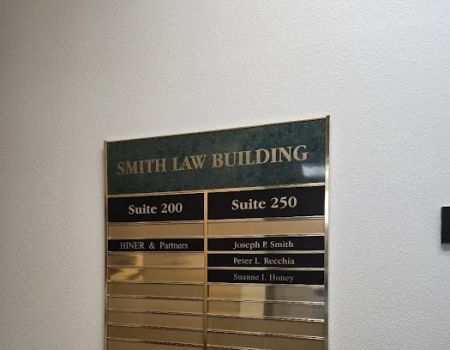 SMITH LAW BUILDING
Suite 200
HINER & Partners
Suite 250
Joseph P. Smith
Peter L. Recchia
Suanne I. Honey